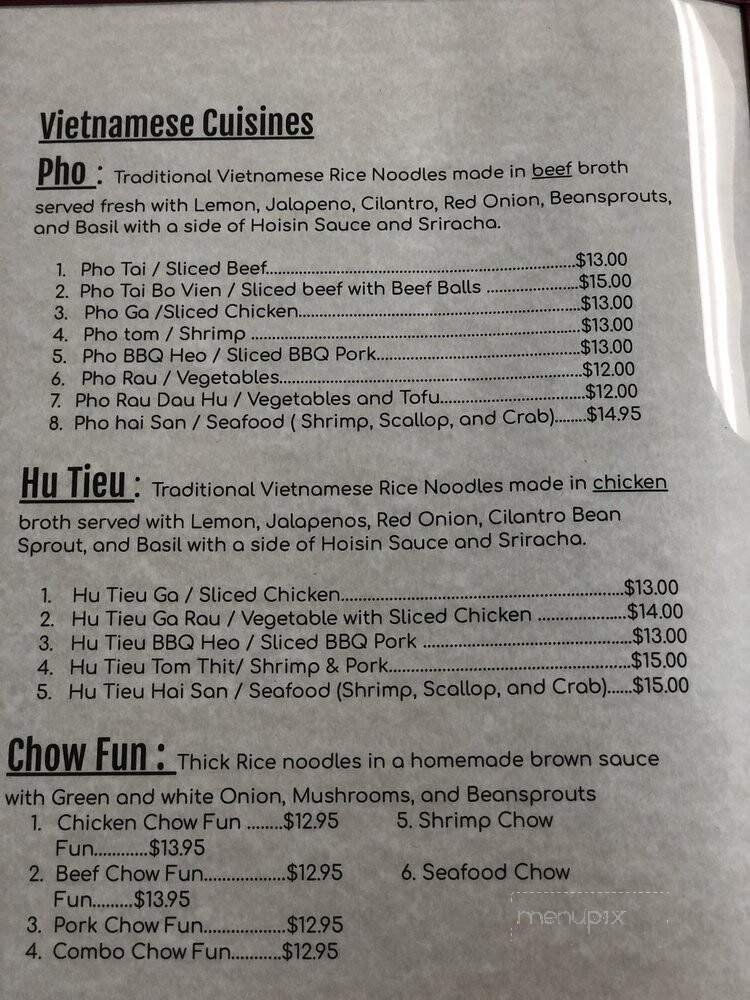 Vietnamese Cuisines
Pho : Traditional Vietnamese Rice Noodles made in beef broth
served fresh with Lemon, Jalapeno, Cilantro, Red Onion, Beansprouts,
and Basil with a side of Hoisin Sauce and Sriracha.
1. Pho Tai / Sliced Beef..............................................................$13.00
2. Pho Tai Bo Vien / Sliced beef with Beef Balls ..................$15.00
3. Pho Ga /Sliced Chicken........................................................$13.00
4. Pho tom / Shrimp ..................................................................$13.00
5. Pho BBQ Heo / Sliced BBQ Pork.........................................$13.00
6. Pho Rau / Vegetables............................................................$12.00
7. Pho Rau Dau Hu / Vegetables and Tofu.............................$12.00
8. Pho hai San / Seafood ( Shrimp, Scallop, and Crab)........$14.95
Hu Tieu : Traditional Vietnamese Rice Noodles made in chicken
broth served with Lemon, Jalapenos, Red Onion, Cilantro Bean
Sprout, and Basil with a side of Hoisin Sauce and Sriracha.
1. Hu Tieu Ga / Sliced Chicken.........................................................$13.00
2. Hu Tieu Ga Rau / Vegetable with Sliced Chicken ..................$14.00
3. Hu Tieu BBQ Heo / Sliced BBQ Pork ..........................................$13.00
4. Hu Tieu Tom Thit/ Shrimp & Pork.................................................$15.00
5. Hu Tieu Hai San / Seafood (Shrimp, Scallop, and Crab)......$15.00
Chow Fun : Thick Rice noodles in a homemade brown sauce
with Green and white Onion, Mushrooms, and Beansprouts
1. Chicken Chow Fun ........$12.95 5. Shrimp Chow
Fun...........$13.95
2. Beef Chow Fun.................$12.95 6. Seafood Chow
Fun.........$13.95
3. Pork Chow Fun.................$12.95
4. Combo Chow Fun...........$12.95
menupix